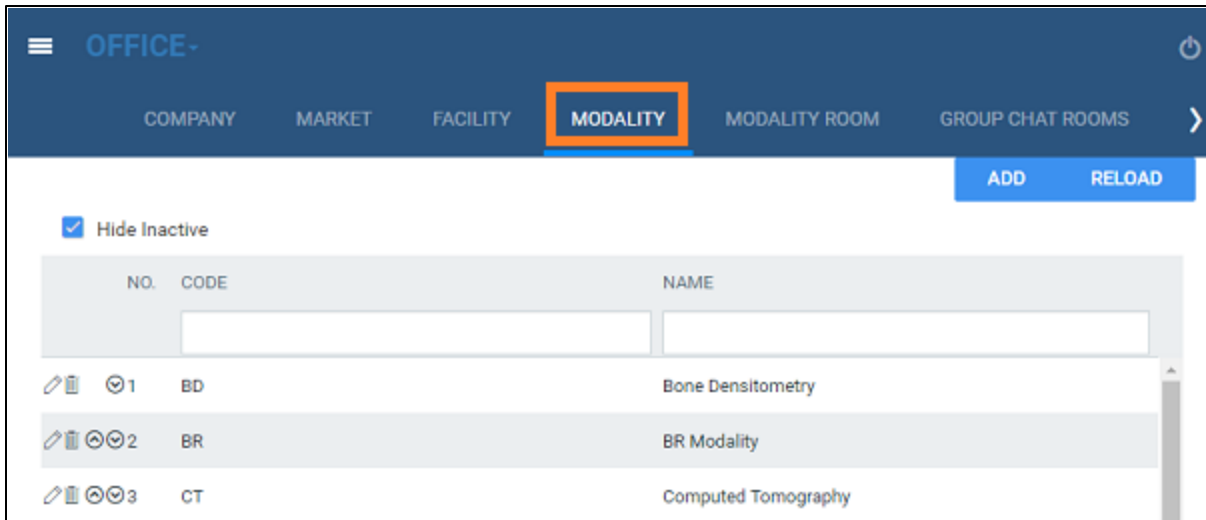 OFFICE
COMPANY MARKET FACILITY MODALITY MODALITY ROOM GROUP CHAT ROOMS
ADD RELOAD
Hide Inactive
NO. CODE NAME
1 BD Bone Densitometry
2 BR BR Modality
3 CT Computed Tomography